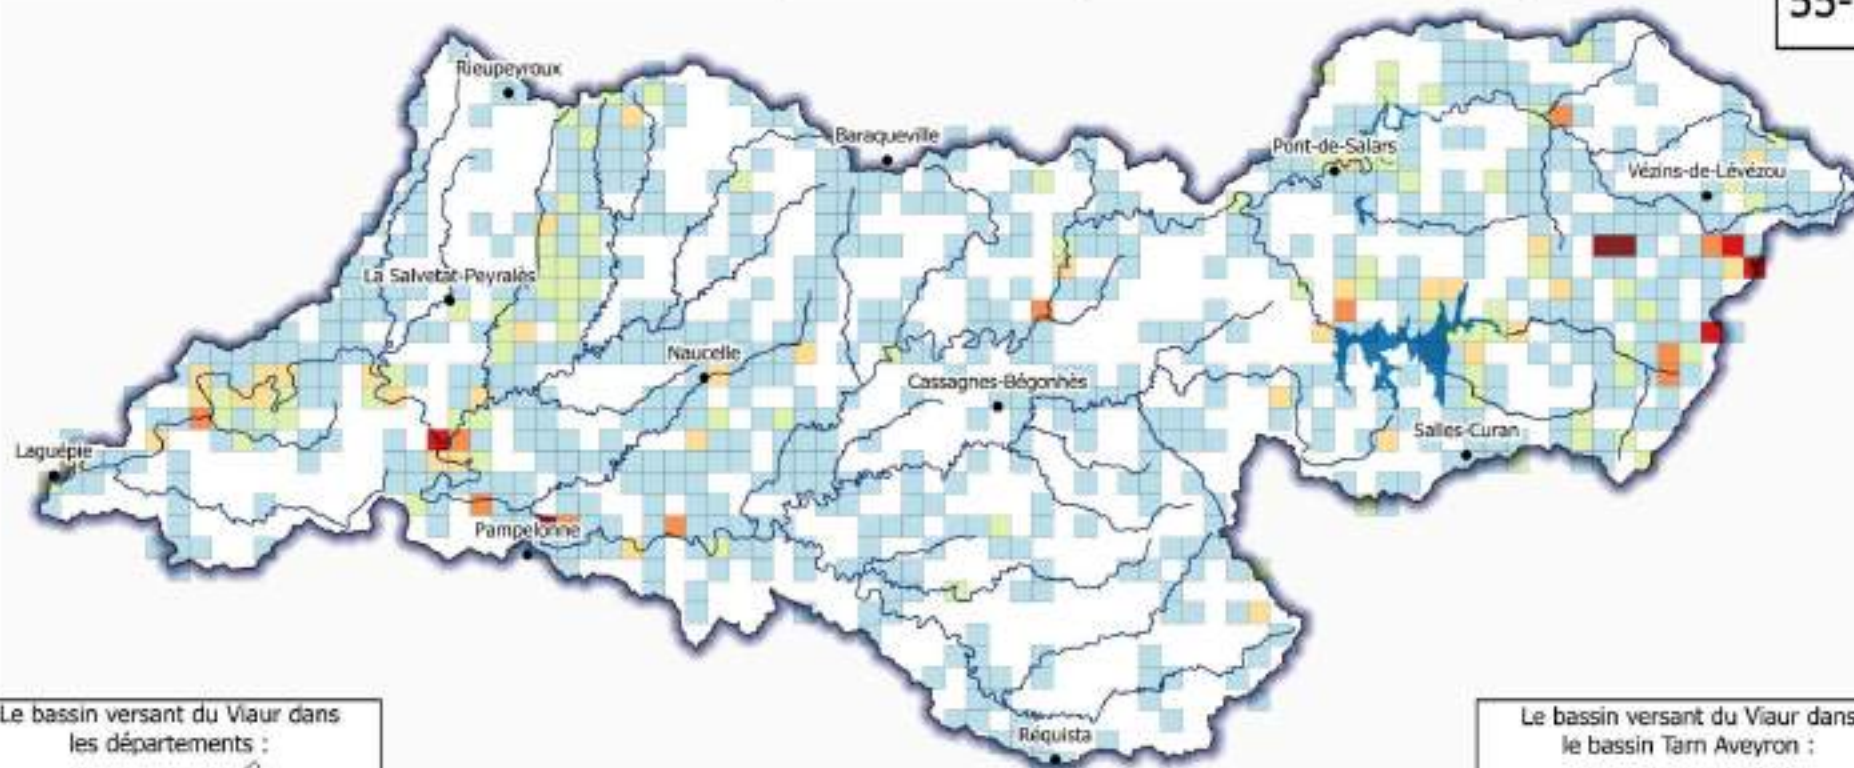 55-
Rieupeyroux
Baraqueville
Pont-de-Salars
Vézins-de-Lévézou
La Salvetat-Peyralès
Naucelle
Cassagnes-Bégonhès
Salles-Curan
Laguépie
Pampelonne
Réquista
Le bassin versant du Viaur dans
les départements :
Le bassin versant du Viaur dans
le bassin Tarn Aveyron :